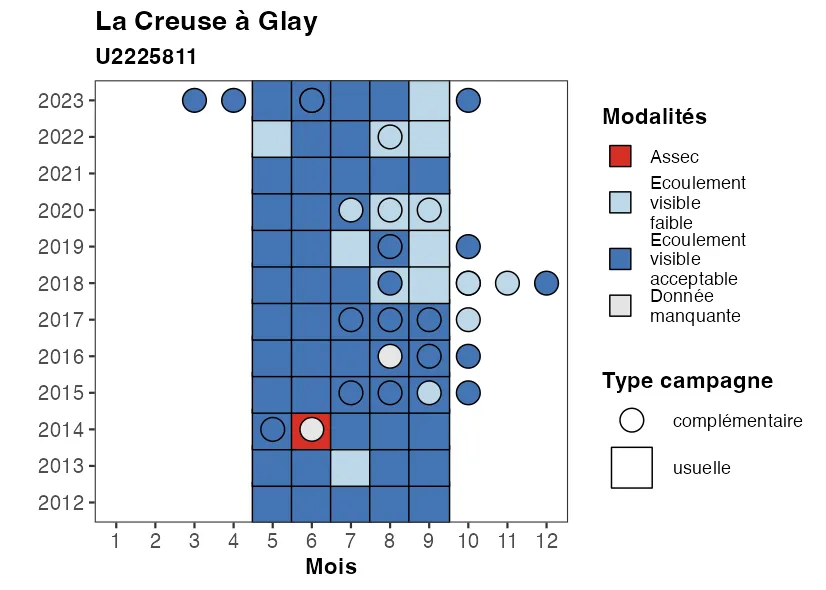 La Creuse à Glay
U2225811
2023
2022
2021
2020
2019
2018
2017
2016
2015
2014
2013
2012
1 2 3 4 5 6 7 8 9 10 11 12
Mois
Modalités
Assec
Ecoulement
visible
faible
Ecoulement
visible
acceptable
Donnée
manquante
Type campagne
complémentaire
usuelle